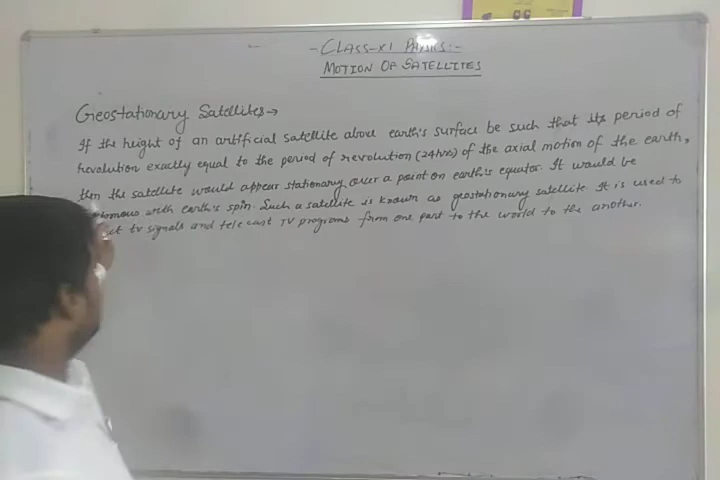 -CLASS-XI PHYSICS:-
MOTION OF SATELLITES
Geostationary Satellites→
If the height of an artificial satellite above earth's surface be such that its period of
revolution exactly equal to the period of revolution (24hrs) of the axial motion of the earth,
then the satellite would appear stationary over a point on earth's equator. It would be
with earth's spin. Such a satellite is known as geostationary satellite It is used to
tv signals and telecast TV programs from one part to the world to the another.